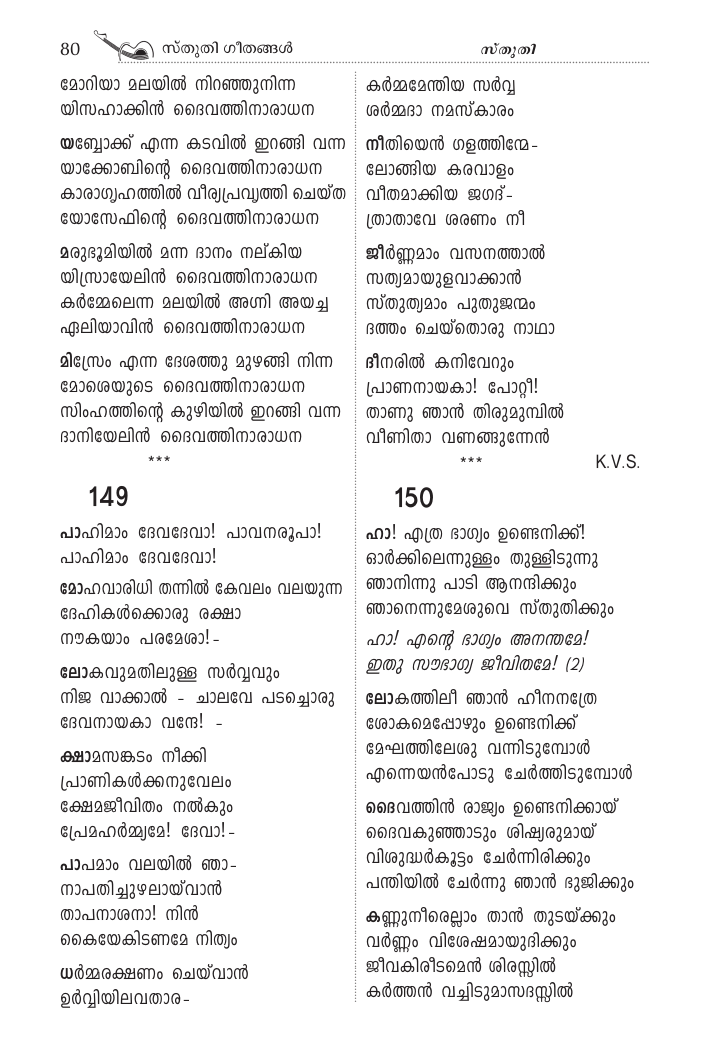 80 സ്തുതി ഗീതങ്ങൾ സ്തുതി
മോറിയാ മലയിൽ നിറഞ്ഞുനിന്ന
യിസഹാക്കിൻ ദൈവത്തിനാരാധന
യബ്ബോക്ക് എന്ന കടവിൽ ഇറങ്ങി വന്ന
യാക്കോബിന്റെ ദൈവത്തിനാരാധന
കാരാഗൃഹത്തിൽ വീര്യപ്രവൃത്തി ചെയ്ത
യോസേഫിന്റെ ദൈവത്തിനാരാധന
മരുഭൂമിയിൽ മന്ന ദാനം നല്കിയ
യിസ്രായേലിൻ ദൈവത്തിനാരാധന
കർമ്മേലെന്ന മലയിൽ അഗ്നി അയച്ച
ഏലിയാവിൻ ദൈവത്തിനാരാധന
മിസ്രേം എന്ന ദേശത്തു മുഴങ്ങി നിന്ന
മോശെയുടെ ദൈവത്തിനാരാധന
സിംഹത്തിന്റെ കുഴിയിൽ ഇറങ്ങി വന്ന
ദാനിയേലിൻ ദൈവത്തിനാരാധന
***
149
പാഹിമാം ദേവദേവാ! പാവനരൂപാ!
പാഹിമാം ദേവദേവാ!
മോഹവാരിധി തന്നിൽ കേവലം വലയുന്ന
ദേഹികൾക്കൊരു രക്ഷാ
നൗകയാം പരമേശാ!-
ലോകവുമതിലുള്ള സർവ്വവും
നിജ വാക്കാൽ - ചാലവേ പടച്ചൊരു
ദേവനായകാ വന്ദേ! -
ക്ഷാമസങ്കടം നീക്കി
പ്രാണികൾക്കനുവേലം
ക്ഷേമജീവിതം നൽകും
പ്രേമഹർമ്മ്യമേ! ദേവാ!-
പാപമാം വലയിൽ ഞാ-
നാപതിച്ചുഴലായ്‌വാൻ
താപനാശനാ! നിൻ
കൈയേകിടണമേ നിത്യം
ധർമ്മരക്ഷണം ചെയ്‌വാൻ
ഉർവ്വിയിലവതാര-
കർമ്മമേന്തിയ സർവ്വ
ശർമ്മദാ നമസ്കാരം
നീതിയെൻ ഗളത്തിന്മേ-
ലോങ്ങിയ കരവാളം
വീതമാക്കിയ ജഗദ്-
ത്രാതാവേ ശരണം നീ
ജീർണ്ണമാം വസനത്താൽ
സത്യമായുളവാക്കാൻ
സ്തുത്യമാം പുതുജന്മം
ദത്തം ചെയ്തൊരു നാഥാ
ദീനരിൽ കനിവേറും
പ്രാണനായകാ! പോറ്റീ!
താണു ഞാൻ തിരുമുമ്പിൽ
വീണിതാ വണങ്ങുന്നേൻ
*** K.V.S.
150
ഹാ! എത്ര ഭാഗ്യം ഉണ്ടെനിക്ക്!
ഓർക്കിലെന്നുള്ളം തുള്ളിടുന്നു
ഞാനിന്നു പാടി ആനന്ദിക്കും
ഞാനെന്നുമേശുവെ സ്തുതിക്കും
ഹാ! എന്റെ ഭാഗ്യം അനന്തമേ!
ഇതു സൗഭാഗ്യ ജീവിതമേ! (2)
ലോകത്തിലീ ഞാൻ ഹീനനത്രേ
ശോകമെപ്പോഴും ഉണ്ടെനിക്ക്
മേഘത്തിലേശു വന്നിടുമ്പോൾ
എന്നെയൻപോടു ചേർത്തിടുമ്പോൾ
ദൈവത്തിൻ രാജ്യം ഉണ്ടെനിക്കായ്
ദൈവകുഞ്ഞാടും ശിഷ്യരുമായ്
വിശുദ്ധർകൂട്ടം ചേർന്നിരിക്കും
പന്തിയിൽ ചേർന്നു ഞാൻ ഭുജിക്കും
കണ്ണുനീരെല്ലാം താൻ തുടയ്ക്കും
വർണ്ണം വിശേഷമായുദിക്കും
ജീവകിരീടമെൻ ശിരസ്സിൽ
കർത്തൻ വച്ചിടുമാസദസ്സിൽ